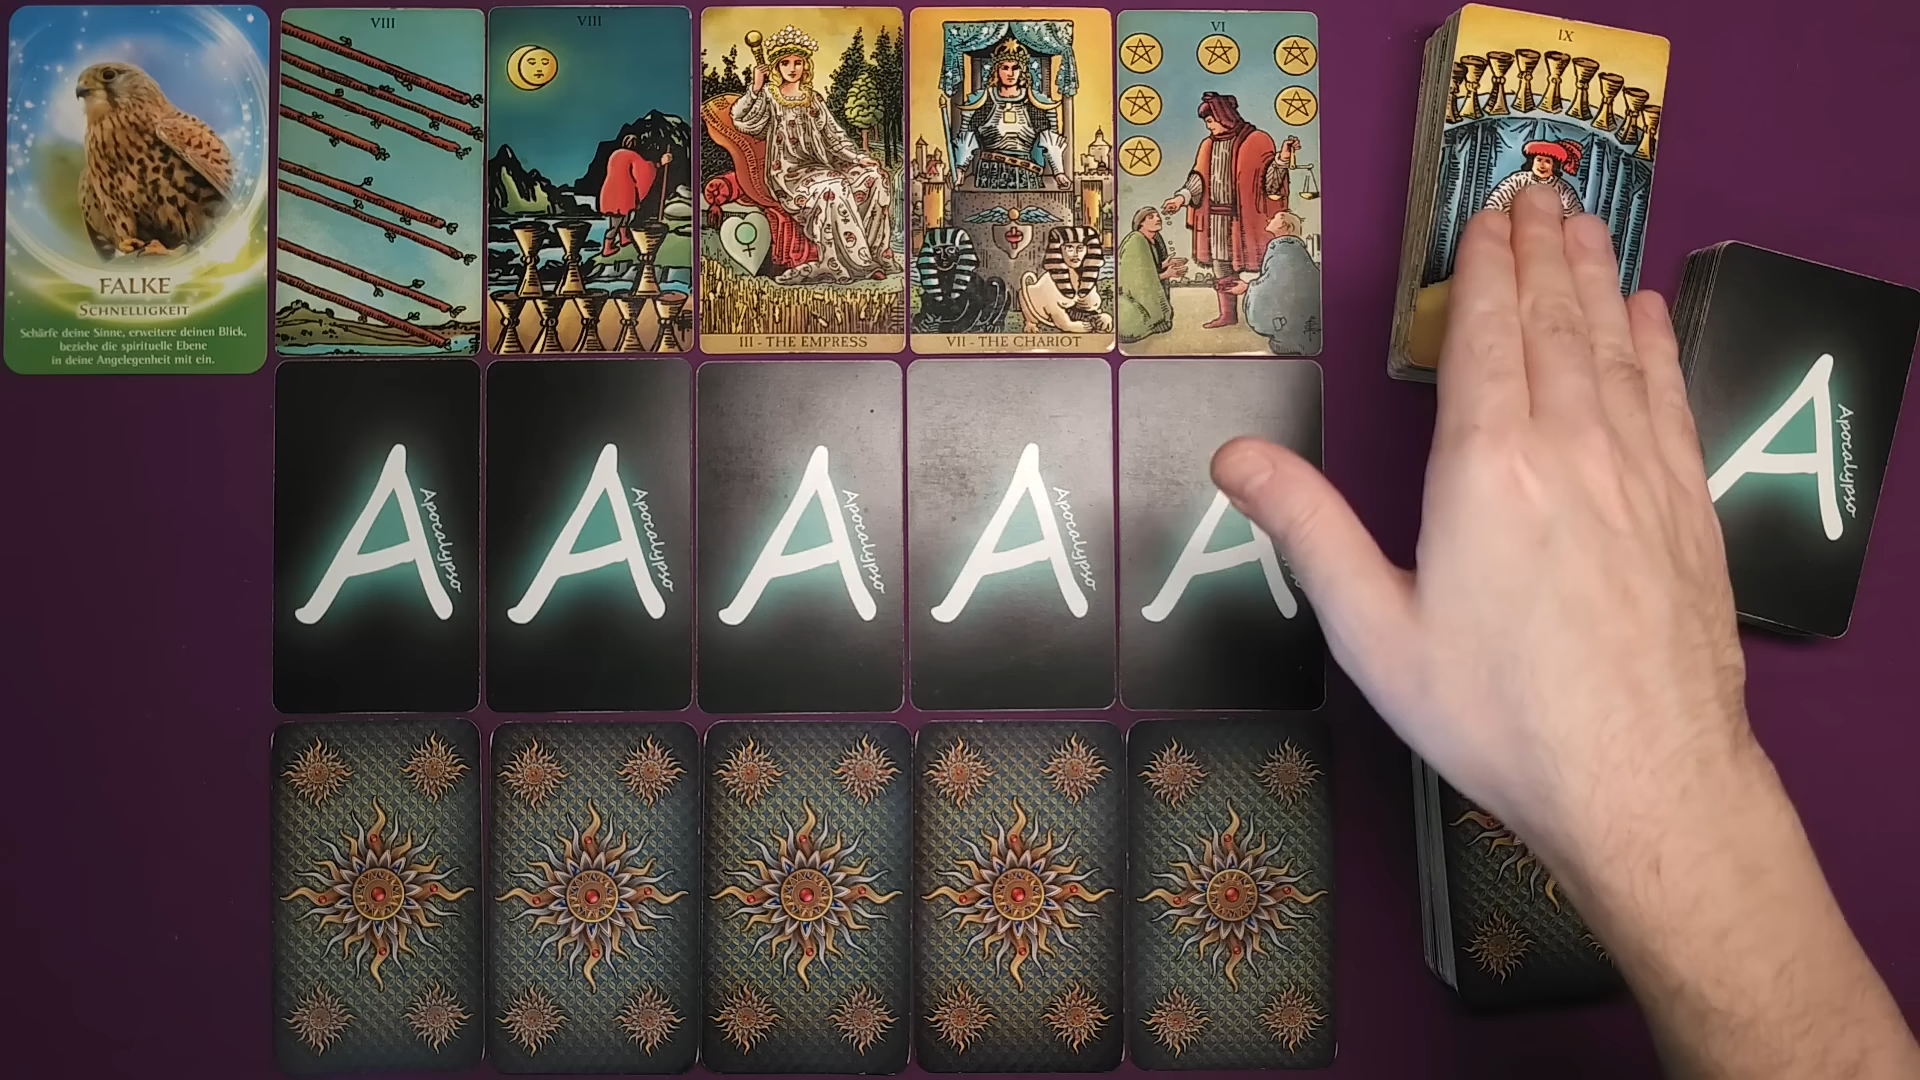 FALKE
SCHNELLIGKEIT
Schärfe deine Sinne, erweitere deinen Blick,
beziehe die spirituelle Ebene
in deine Angelegenheit mit ein.
VIII
VIII
III - THE EMPRESS
VII - THE CHARIOT
VI
IX
A
Apocalypso
A
Apocalypso
A
Apocalypso
A
Apocalypso
A
A
Apocalypso